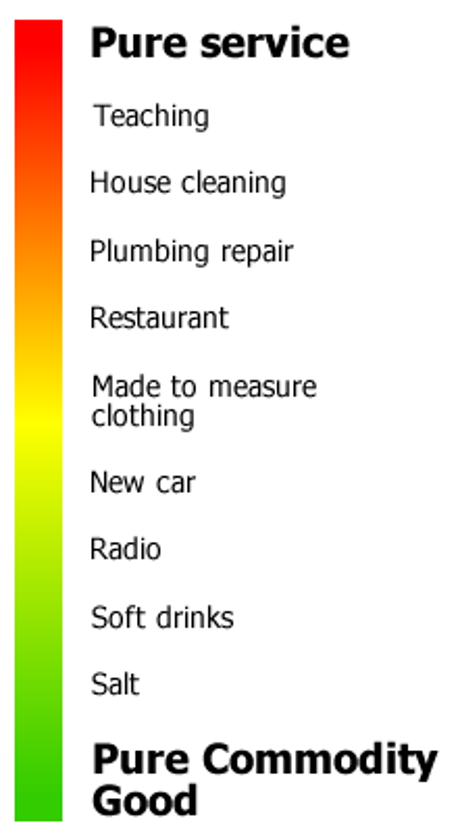 Pure service
Teaching
House cleaning
Plumbing repair
Restaurant
Made to measure
clothing
New car
Radio
Soft drinks
Salt
Pure Commodity
Good